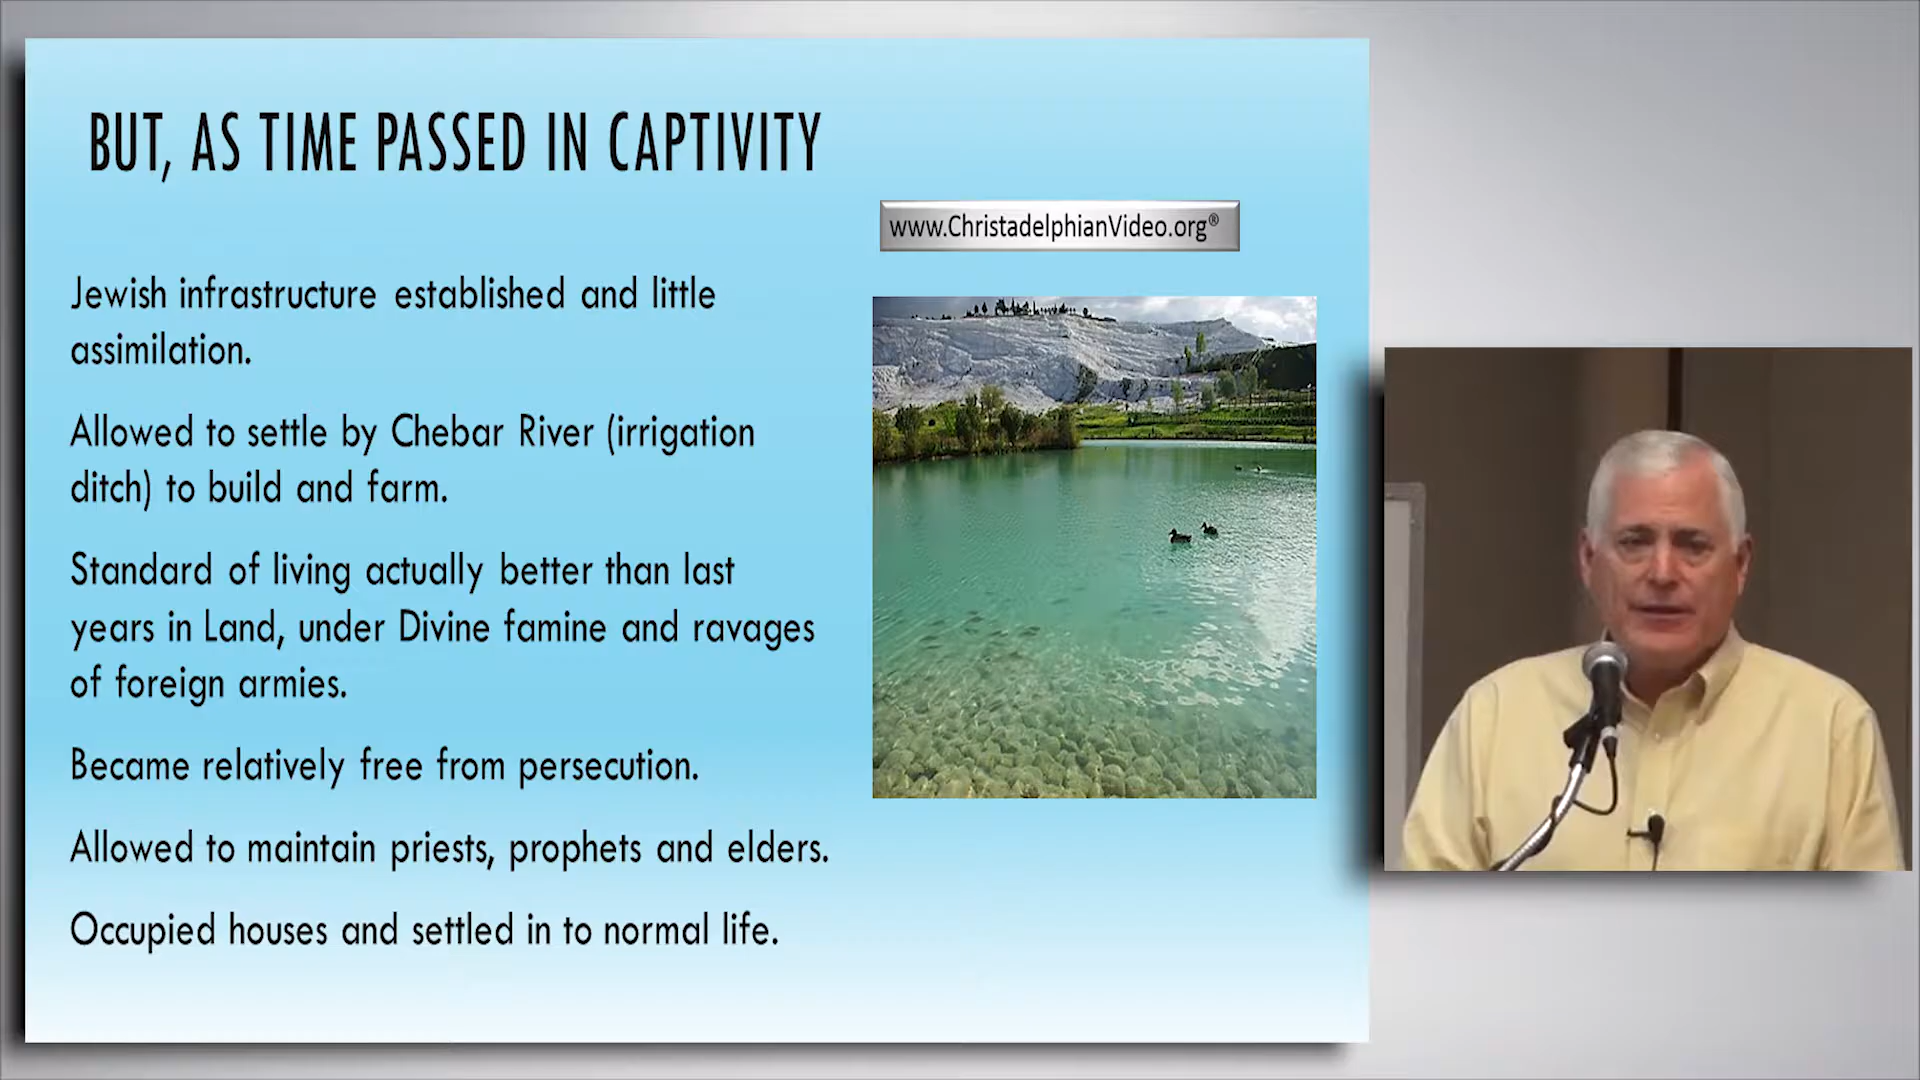 BUT, AS TIME PASSED IN CAPTIVITY
www.ChristadelphianVideo.org®
Jewish infrastructure established and little
assimilation.
Allowed to settle by Chebar River (irrigation
ditch) to build and farm.
Standard of living actually better than last
years in Land, under Divine famine and ravages
of foreign armies.
Became relatively free from persecution.
Allowed to maintain priests, prophets and elders.
Occupied houses and settled in to normal life.